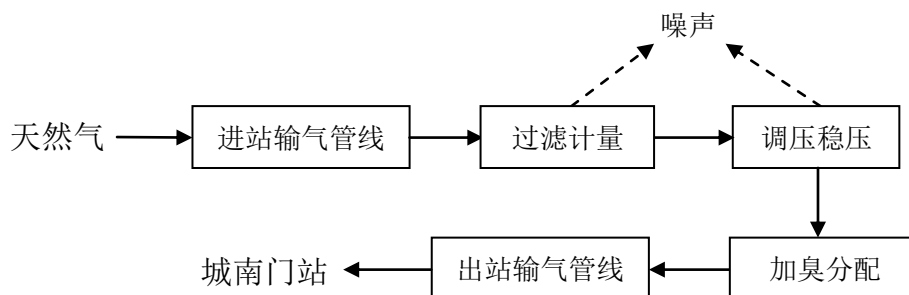 噪声
天然气
进站输气管线
过滤计量
调压稳压
城南门站
出站输气管线
加臭分配